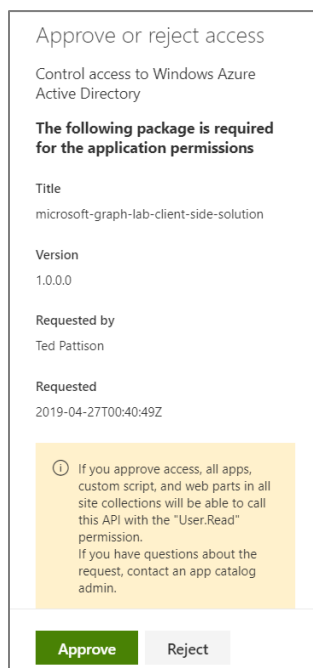 Approve or reject access
Control access to Windows Azure
Active Directory
The following package is required
for the application permissions
Title
microsoft-graph-lab-client-side-solution
Version
1.0.0.0
Requested by
Ted Pattison
Requested
2019-04-27T00:40:49Z
If you approve access, all apps,
custom script, and web parts in all
site collections will be able to call
this API with the "User.Read"
permission.
If you have questions about the
request, contact an app catalog
admin.
Approve Reject